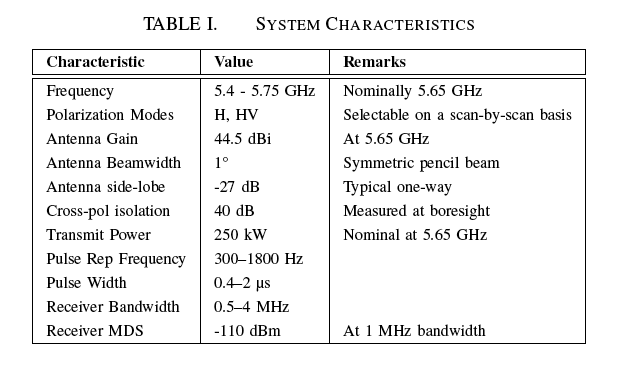 TABLE I. SYSTEM CHARACTERISTICS
Characteristic Value Remarks
Frequency 5.4 - 5.75 GHz Nominally 5.65 GHz
Polarization Modes H, HV Selectable on a scan-by-scan basis
Antenna Gain 44.5 dBi At 5.65 GHz
Antenna Beamwidth 1° Symmetric pencil beam
Antenna side-lobe -27 dB Typical one-way
Cross-pol isolation 40 dB Measured at boresight
Transmit Power 250 kW Nominal at 5.65 GHz
Pulse Rep Frequency 300–1800 Hz
Pulse Width 0.4–2 µs
Receiver Bandwidth 0.5–4 MHz
Receiver MDS -110 dBm At 1 MHz bandwidth